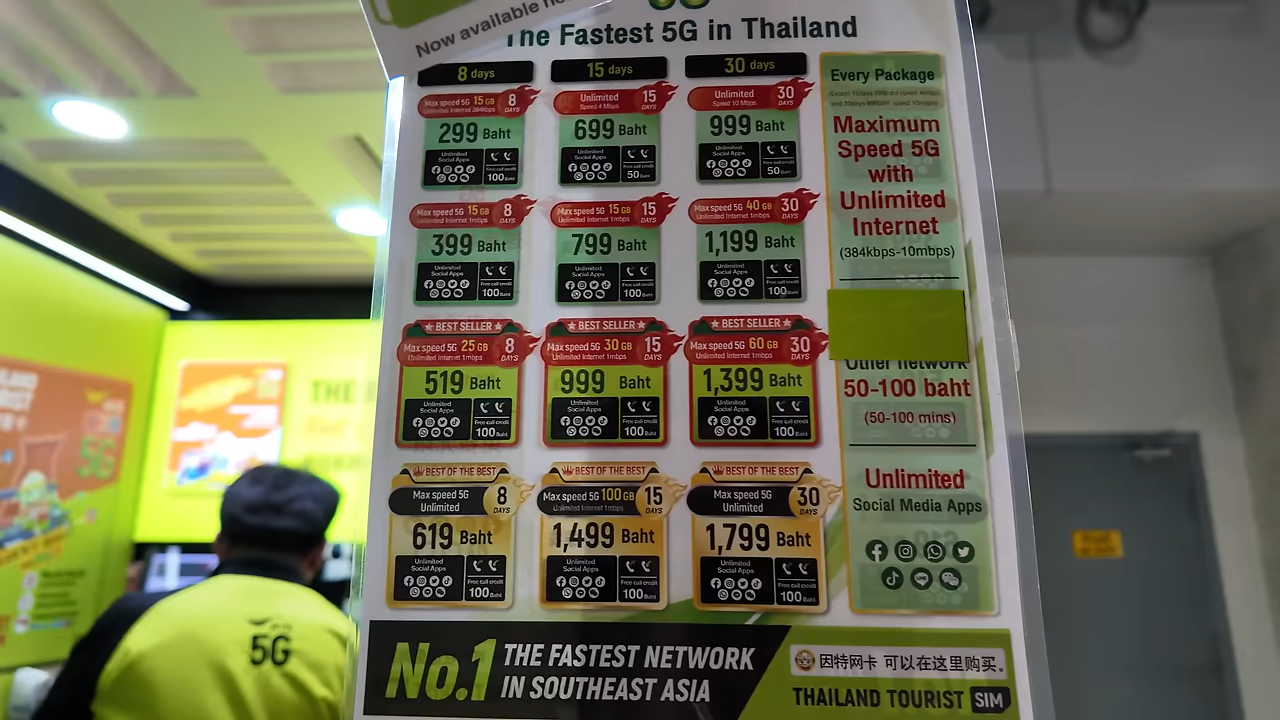 Now available
The Fastest 5G in Thailand
8 days
15 days
30 days
Max speed 5G 15 GB
Unlimited Internet 384kbps
8 DAYS
299 Baht
Unlimited
Social Apps
Free call credit
100 Baht
Unlimited
Speed 4 Mbps
15 DAYS
699 Baht
Unlimited
Social Apps
Free call credit
50 Baht
Unlimited
Speed 10 Mbps
30 DAYS
999 Baht
Unlimited
Social Apps
Free call credit
50 Baht
Max speed 5G 15 GB
Unlimited Internet 1mbps
8 DAYS
399 Baht
Unlimited
Social Apps
Free call credit
100 Baht
Max speed 5G 15 GB
Unlimited Internet 1mbps
15 DAYS
799 Baht
Unlimited
Social Apps
Free call credit
100 Baht
Max speed 5G 40 GB
Unlimited Internet 1mbps
30 DAYS
1,199 Baht
Unlimited
Social Apps
Free call credit
100 Baht
BEST SELLER
Max speed 5G 25 GB
Unlimited Internet 1mbps
8 DAYS
519 Baht
Unlimited
Social Apps
Free call credit
100 Baht
BEST SELLER
Max speed 5G 30 GB
Unlimited Internet 1mbps
15 DAYS
999 Baht
Unlimited
Social Apps
Free call credit
100 Baht
BEST SELLER
Max speed 5G 60 GB
Unlimited Internet 1mbps
30 DAYS
1,399 Baht
Unlimited
Social Apps
Free call credit
100 Baht
BEST OF THE BEST
Max speed 5G
Unlimited
8 DAYS
619 Baht
Unlimited
Social Apps
Free call credit
100 Baht
BEST OF THE BEST
Max speed 5G 100 GB
Unlimited Internet 1mbps
15 DAYS
1,499 Baht
Unlimited
Social Apps
Free call credit
100 Baht
BEST OF THE BEST
Max speed 5G
Unlimited
30 DAYS
1,799 Baht
Unlimited
Social Apps
Free call credit
100 Baht
Every Package
Maximum
Speed 5G
with
Unlimited
Internet
(384kbps-10mbps)
Other network
50-100 baht
(50-100 mins)
Unlimited
Social Media Apps
No.1 THE FASTEST NETWORK
IN SOUTHEAST ASIA
因特网卡 可以在这里购买。
THAILAND TOURIST SIM
5G